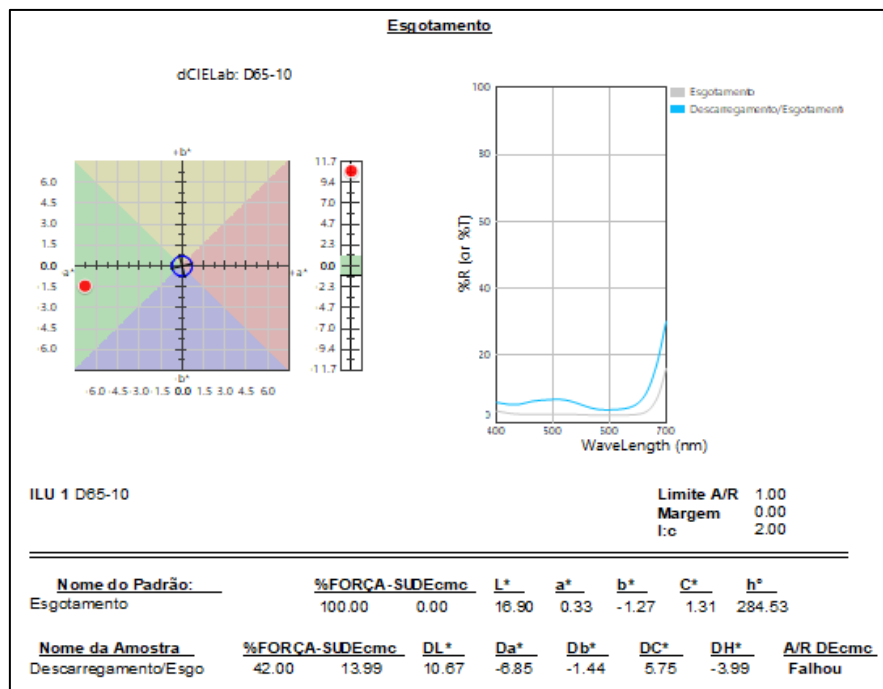 Esgotamento
dCIELab: D65-10
+b*
6.0
4.5
3.0
1.5
0.0
-1.5
-3.0
-4.5
-6.0
-a*
+a*
-b*
-6.0 -4.5 -3.0 -1.5 0.0 1.5 3.0 4.5 6.0
11.7
9.4
7.0
4.7
2.3
0.0
-2.3
-4.7
-7.0
-9.4
-11.7
100
80
60
40
20
0
%R (or %T)
400 500 600 700
WaveLength (nm)
Esgotamento
Descarregamento/Esgotamenti
ILU 1 D65-10
Limite A/R 1.00
Margem 0.00
l:c 2.00
Nome do Padrão: %FORÇA-SUDEcmc L* a* b* C* h°
Esgotamento 100.00 0.00 16.90 0.33 -1.27 1.31 284.53
Nome da Amostra %FORÇA-SUDEcmc DL* Da* Db* DC* DH* A/R DEcmc
Descarregamento/Esgo 42.00 13.99 10.67 -6.85 -1.44 5.75 -3.99 Falhou